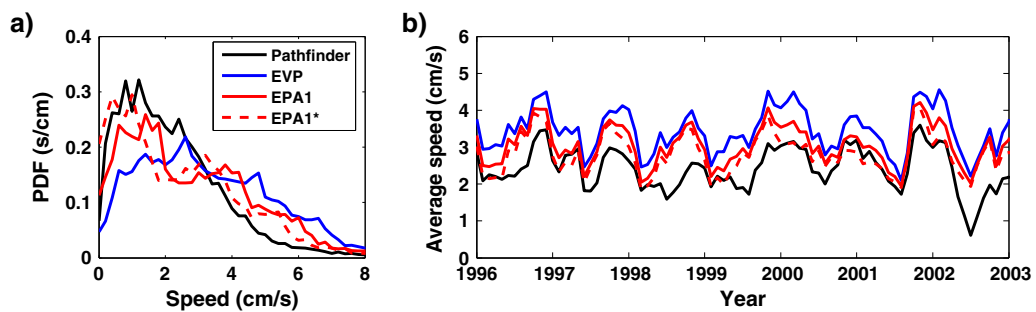 a)
PDF (s/cm)
0.4
0.3
0.2
0.1
0
Pathfinder
EVP
EPA1
EPA1*
0 2 4 6 8
Speed (cm/s)
b)
Average speed (cm/s)
6
5
4
3
2
1
0
1996 1997 1998 1999 2000 2001 2002 2003
Year